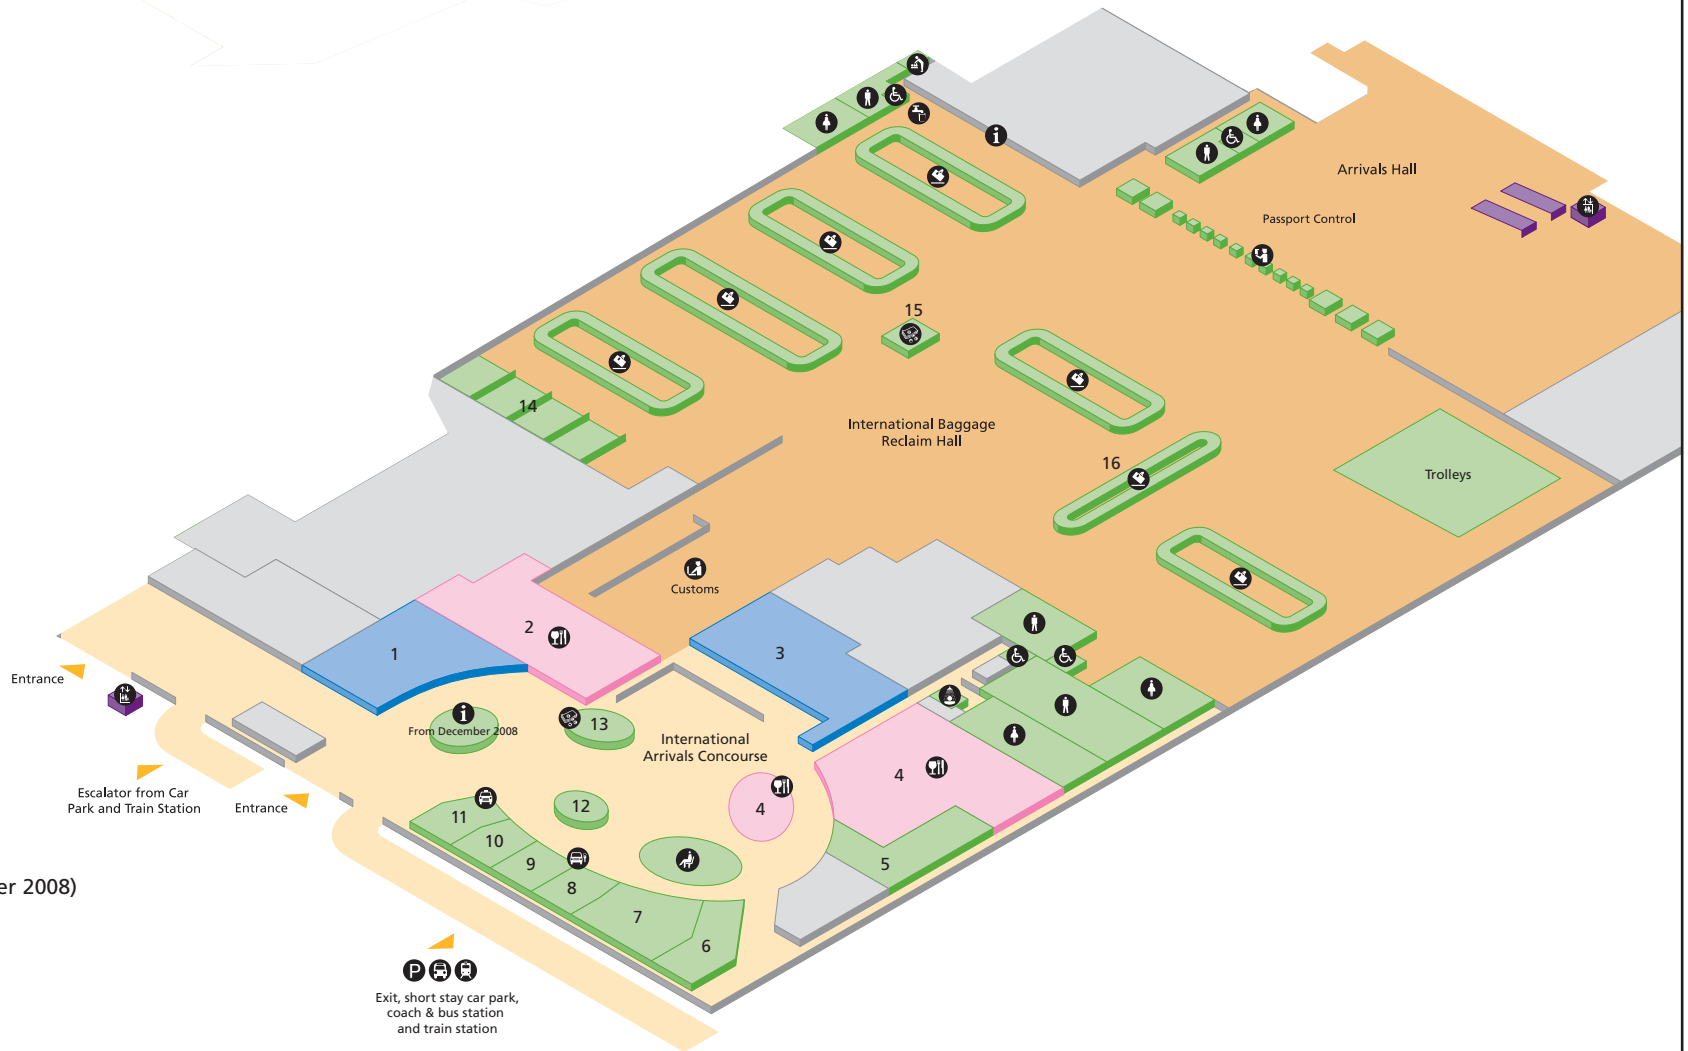 Arrivals Hall
Passport Control
15
14
International Baggage
Reclaim Hall
16
Trolleys
Customs
2
1
3
Entrance
i
i
From December 2008
13
International
Arrivals Concourse
4
4
Escalator from Car
Park and Train Station
Entrance
12
11
10
9
8
7
6
5
er 2008)
P
Exit, short stay car park,
coach & bus station
and train station